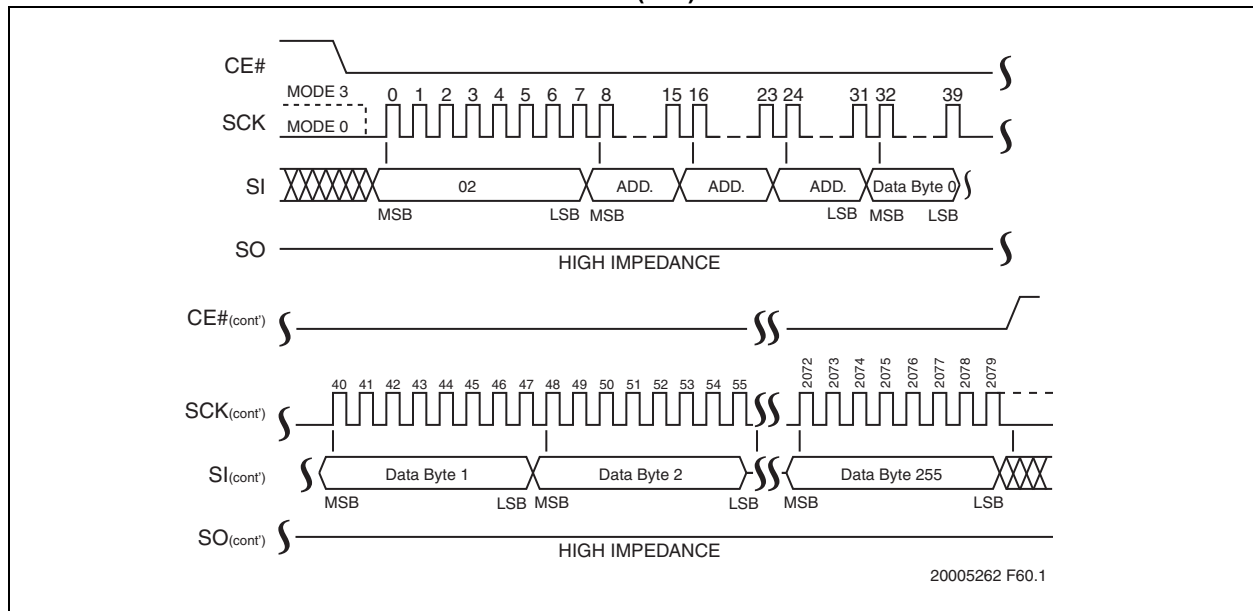 CE#
MODE 3
SCK
MODE 0
0 1 2 3 4 5 6 7 8 15 16 23 24 31 32 39
SI
02 ADD. ADD. ADD. Data Byte 0
MSB LSB MSB LSB MSB LSB
SO
HIGH IMPEDANCE
CE#(cont')
SCK(cont')
40 41 42 43 44 45 46 47 48 49 50 51 52 53 54 55 2072 2073 2074 2075 2076 2077 2078 2079
SI(cont')
Data Byte 1 Data Byte 2 Data Byte 255
MSB LSB MSB LSB MSB LSB
SO(cont')
HIGH IMPEDANCE
20005262 F60.1